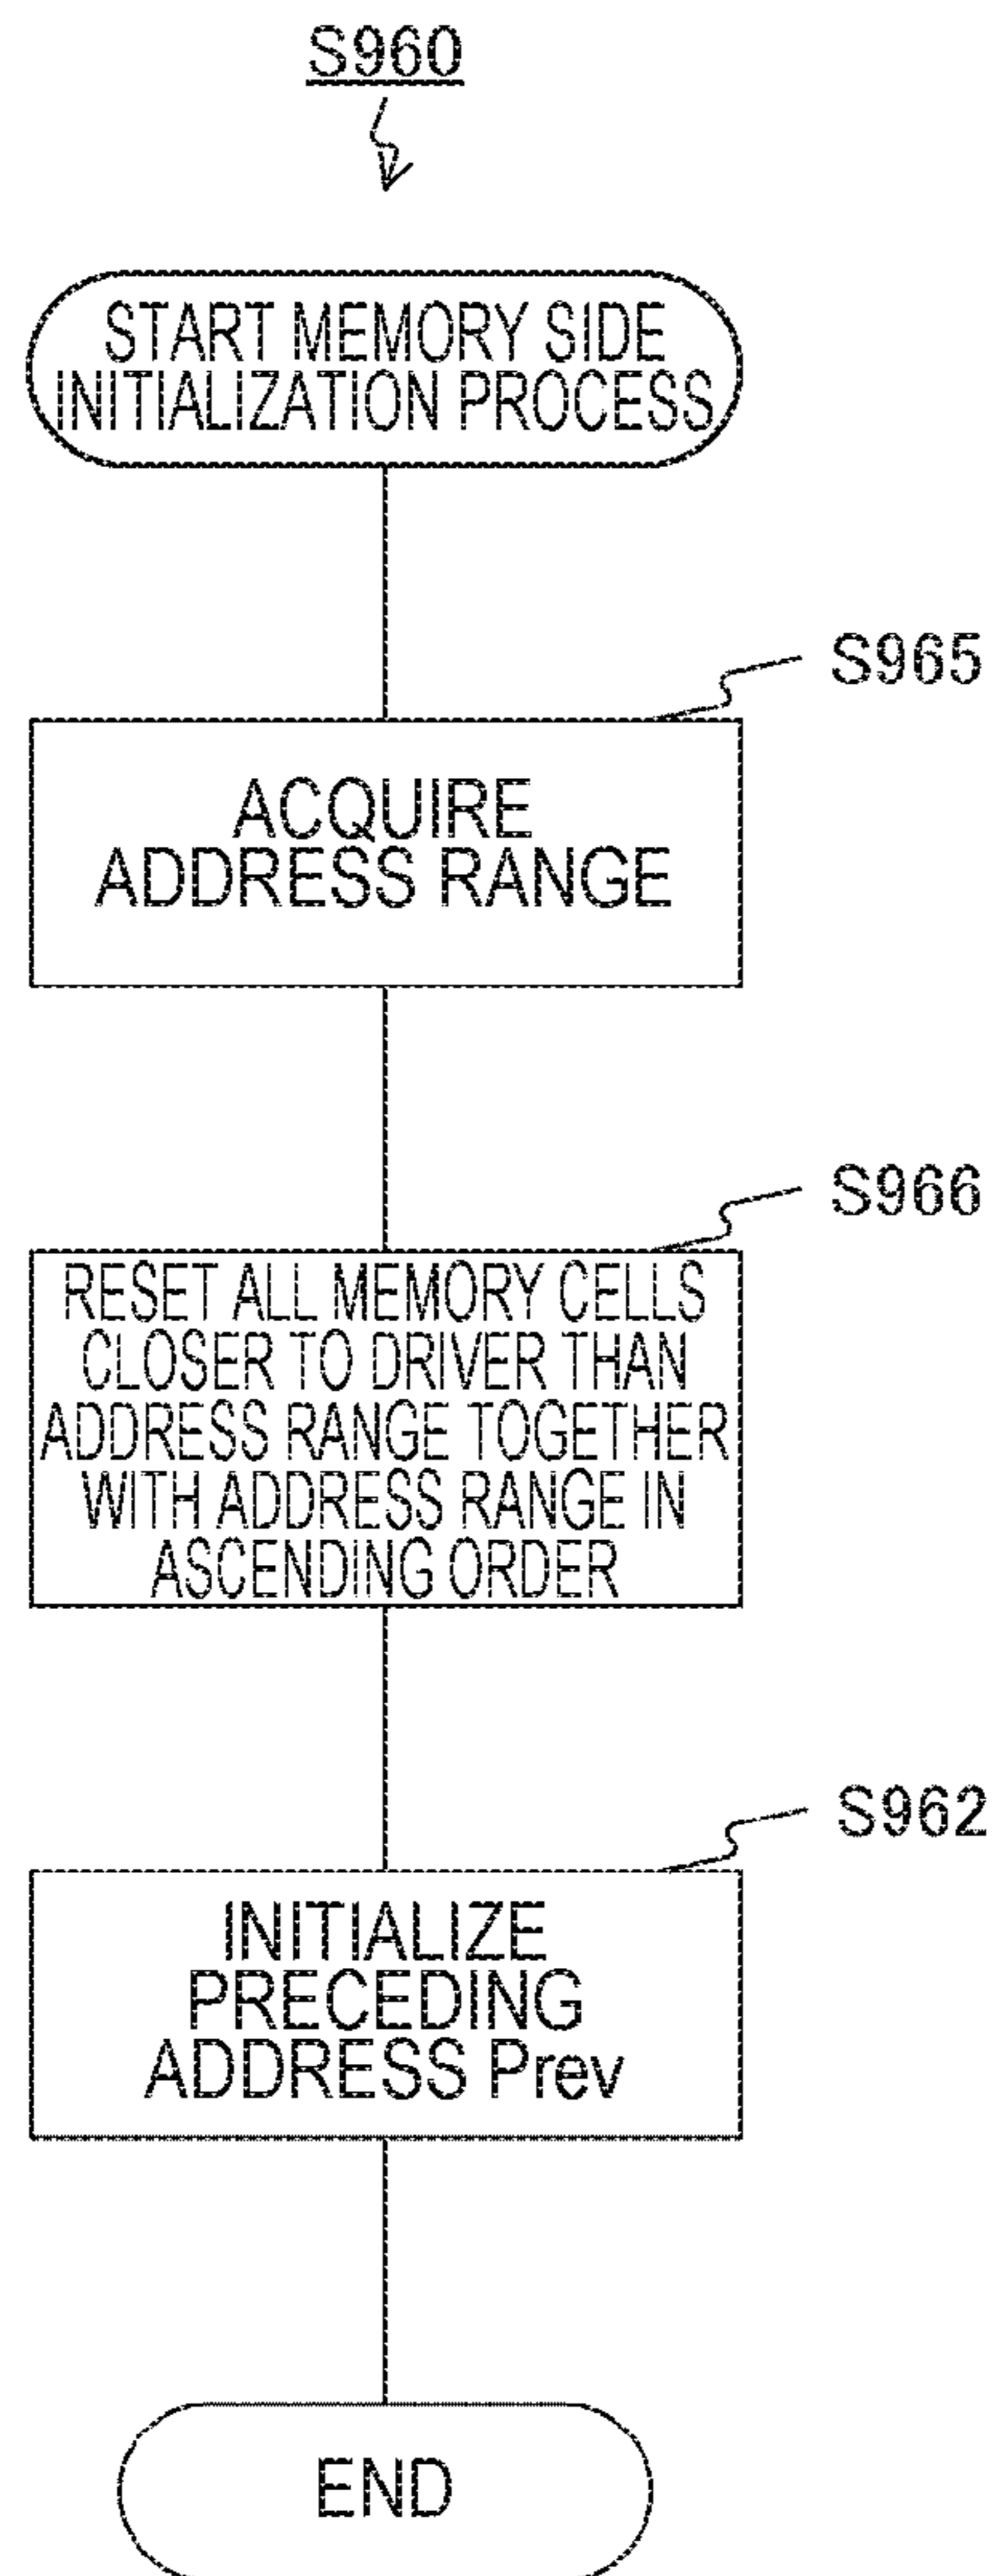 S960
START MEMORY SIDE
INITIALIZATION PROCESS
S965
ACQUIRE
ADDRESS RANGE
S966
RESET ALL MEMORY CELLS
CLOSER TO DRIVER THAN
ADDRESS RANGE TOGETHER
WITH ADDRESS RANGE IN
ASCENDING ORDER
S962
INITIALIZE
PRECEDING
ADDRESS Prev
END